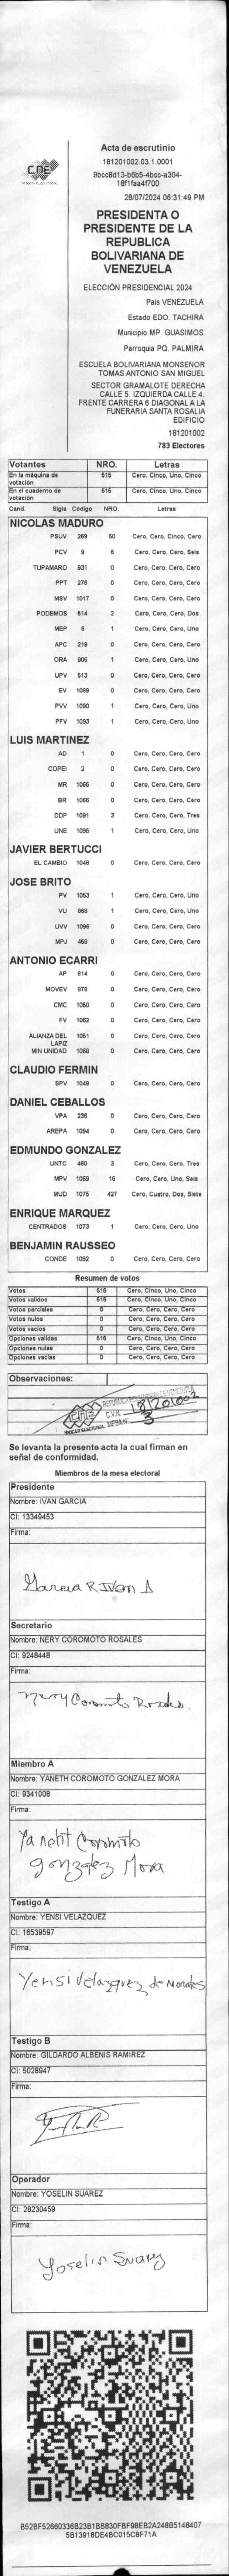 CNE
Acta de escrutinio
181201002.03.1.0001
9bcc8d13-b6b5-4bcc-a304-
18f1faa4f700
28/07/2024 06:31:49 PM
PRESIDENTA O
PRESIDENTE DE LA
REPUBLICA
BOLIVARIANA DE
VENEZUELA
ELECCIÓN PRESIDENCIAL 2024
Pais VENEZUELA
Estado EDO. TACHIRA
Municipio MP. GUASIMOS
Parroquia PQ. PALMIRA
ESCUELA BOLIVARIANA MONSEÑOR
TOMAS ANTONIO SAN MIGUEL
SECTOR GRAMALOTE DERECHA
CALLE 5. IZQUIERDA CALLE 4.
FRENTE CARRERA 6 DIAGONAL A LA
FUNERARIA SANTA ROSALIA
EDIFICIO
181201002
783 Electores
Votantes NRO. Letras
En la máquina de votación 515 Cero, Cinco, Uno, Cinco
En el cuaderno de votación 515 Cero, Cinco, Uno, Cinco
Cand. Sigla Código NRO. Letras
NICOLAS MADURO
PSUV 269 50 Cero, Cero, Cinco, Cero
PCV 9 6 Cero, Cero, Cero, Seis
TUPAMARO 931 0 Cero, Cero, Cero, Cero
PPT 276 0 Cero, Cero, Cero, Cero
MSV 1017 0 Cero, Cero, Cero, Cero
PODEMOS 514 2 Cero, Cero, Cero, Dos
MEP 6 1 Cero, Cero, Cero, Uno
APC 219 0 Cero, Cero, Cero, Cero
ORA 906 1 Cero, Cero, Cero, Uno
UPV 513 0 Cero, Cero, Cero, Cero
EV 1089 0 Cero, Cero, Cero, Cero
PVV 1090 1 Cero, Cero, Cero, Uno
PFV 1093 1 Cero, Cero, Cero, Uno
LUIS MARTINEZ
AD 1 0 Cero, Cero, Cero, Cero
COPEI 2 0 Cero, Cero, Cero, Cero
MR 1065 0 Cero, Cero, Cero, Cero
BR 1066 0 Cero, Cero, Cero, Cero
DDP 1091 3 Cero, Cero, Cero, Tres
UNE 1095 1 Cero, Cero, Cero, Uno
JAVIER BERTUCCI
EL CAMBIO 1048 0 Cero, Cero, Cero, Cero
JOSE BRITO
PV 1053 1 Cero, Cero, Cero, Uno
VU 868 1 Cero, Cero, Cero, Uno
UVV 1096 0 Cero, Cero, Cero, Cero
MPJ 459 0 Cero, Cero, Cero, Cero
ANTONIO ECARRI
AP 814 0 Cero, Cero, Cero, Cero
MOVEV 878 0 Cero, Cero, Cero, Cero
CMC 1050 0 Cero, Cero, Cero, Cero
FV 1062 0 Cero, Cero, Cero, Cero
ALIANZA DEL LAPIZ 1051 0 Cero, Cero, Cero, Cero
MIN UNIDAD 1058 0 Cero, Cero, Cero, Cero
CLAUDIO FERMIN
SPV 1049 0 Cero, Cero, Cero, Cero
DANIEL CEBALLOS
VPA 236 0 Cero, Cero, Cero, Cero
AREPA 1094 0 Cero, Cero, Cero, Cero
EDMUNDO GONZALEZ
UNTC 460 3 Cero, Cero, Cero, Tres
MPV 1069 16 Cero, Cero, Uno, Seis
MUD 1075 427 Cero, Cuatro, Dos, Siete
ENRIQUE MARQUEZ
CENTRADOS 1073 1 Cero, Cero, Cero, Uno
BENJAMIN RAUSSEO
CONDE 1092 0 Cero, Cero, Cero, Cero
Resumen de votos
Votos 515 Cero, Cinco, Uno, Cinco
Votos validos 515 Cero, Cinco, Uno, Cinco
Votos parciales 0 Cero, Cero, Cero, Cero
Votos nulos 0 Cero, Cero, Cero, Cero
Votos vacios 0 Cero, Cero, Cero, Cero
Opciones validas 515 Cero, Cinco, Uno, Cinco
Opciones nulas 0 Cero, Cero, Cero, Cero
Opciones vacias 0 Cero, Cero, Cero, Cero
Observaciones:
CNE C.V.N. 181201002
MESA N. 3
Se levanta la presente acta la cual firman en
señal de conformidad.
Miembros de la mesa electoral
Presidente
Nombre: IVAN GARCIA
CI: 13349453
Firma:
Garcia R Ivan A
Secretario
Nombre: NERY COROMOTO ROSALES
CI: 9248448
Firma:
Nery Coromoto Rosales.
Miembro A
Nombre: YANETH COROMOTO GONZALEZ MORA
CI: 9341008
Firma:
Yaneht Coromoto
gonzalez Mora
Testigo A
Nombre: YENSI VELAZQUEZ
CI: 16539597
Firma:
Yensi Velazquez de Morales
Testigo B
Nombre: GILDARDO ALBENIS RAMIREZ
CI: 5028947
Firma:
Operador
Nombre: YOSELIN SUAREZ
CI: 28230459
Firma:
Yoselin Suarez
B52BF52660336B23B1BB830FBF98EB2A248B5148407
5B13918DE4BC015C8F71A